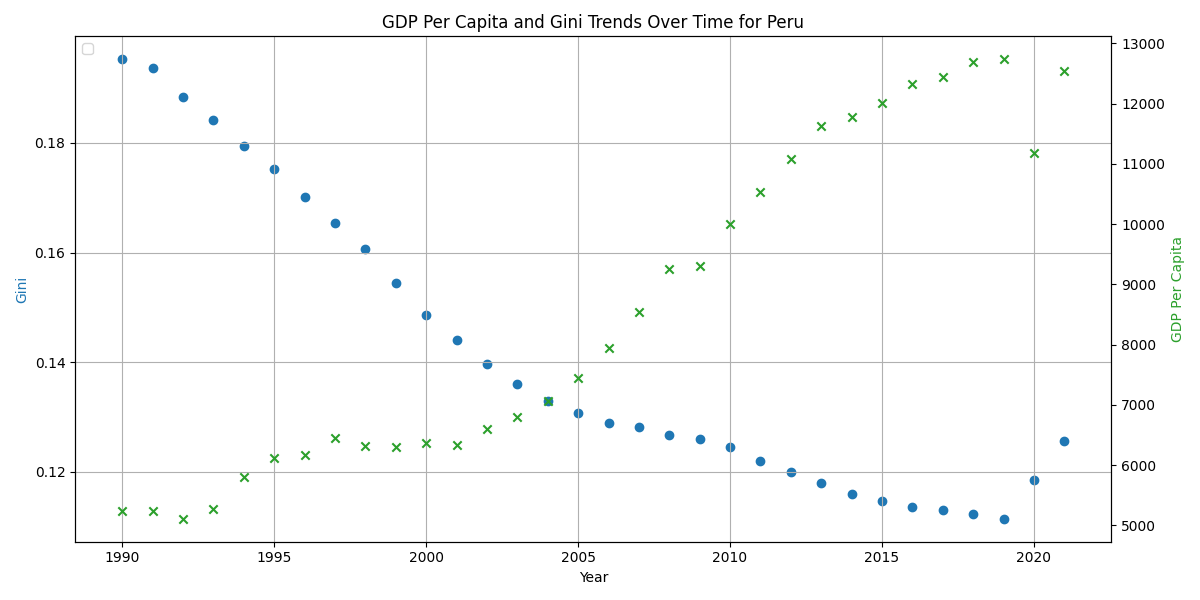 GDP Per Capita and Gini Trends Over Time for Peru
0.18
0.16
0.14
0.12
Gini
13000
12000
11000
10000
9000
8000
7000
6000
5000
GDP Per Capita
1990 1995 2000 2005 2010 2015 2020
Year